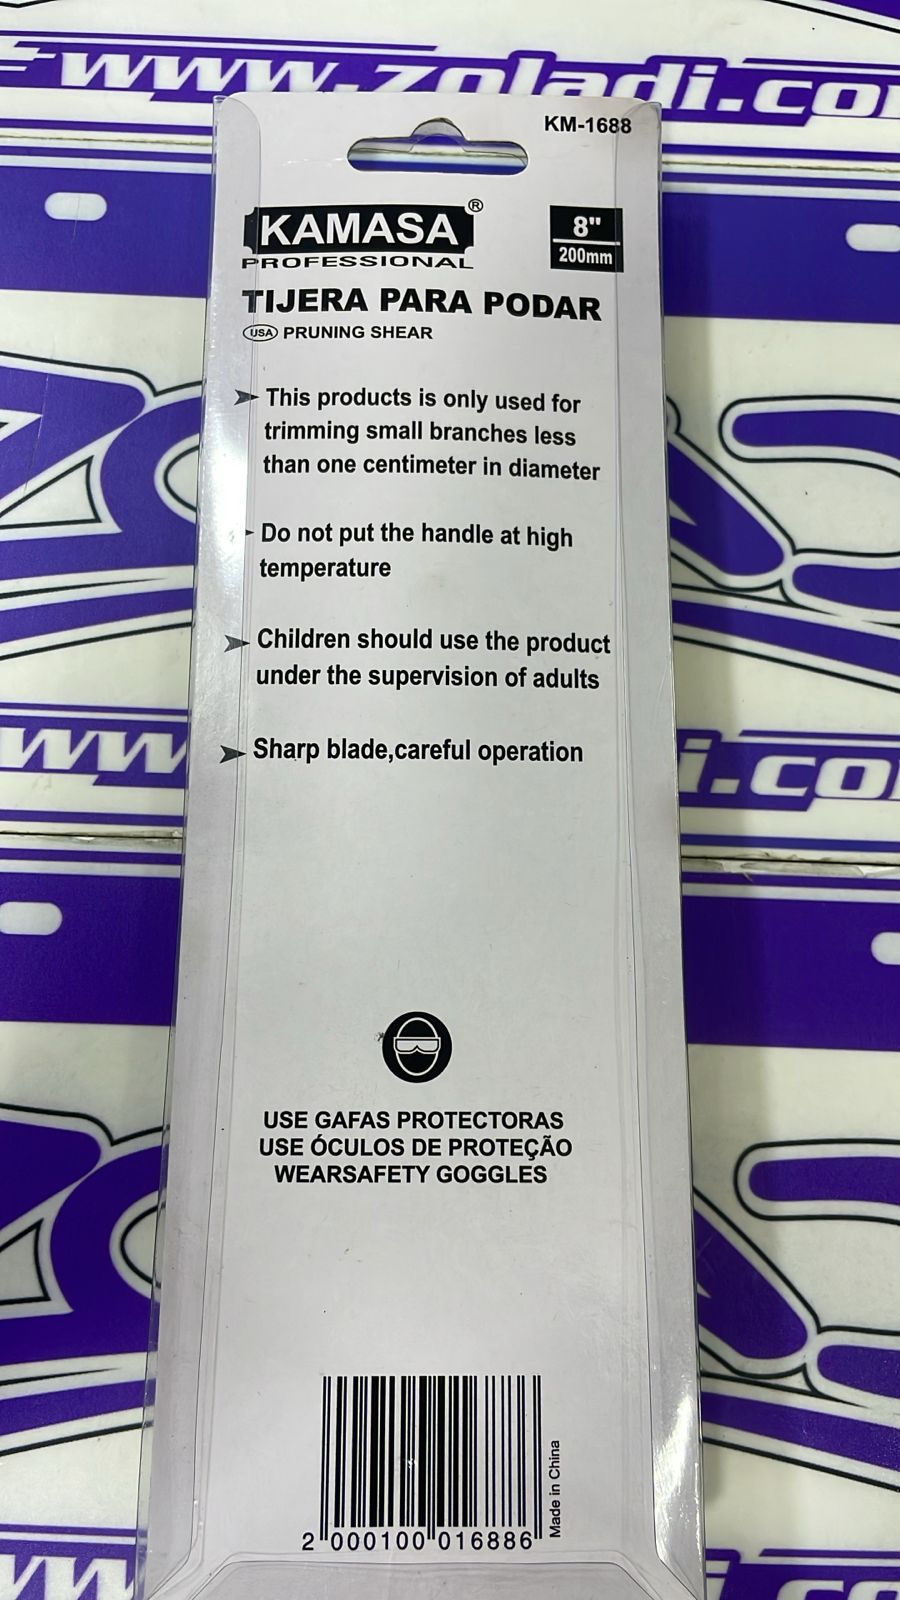 www.zoladi.co
KM-1688
KAMASA®
PROFESSIONAL
8"
200mm
TIJERA PARA PODAR
USA PRUNING SHEAR
This products is only used for
trimming small branches less
than one centimeter in diameter
Do not put the handle at high
temperature
Children should use the product
under the supervision of adults
Sharp blade,careful operation
USE GAFAS PROTECTORAS
USE ÓCULOS DE PROTEÇÃO
WEARSAFETY GOGGLES
Made in China
2 000100 016886